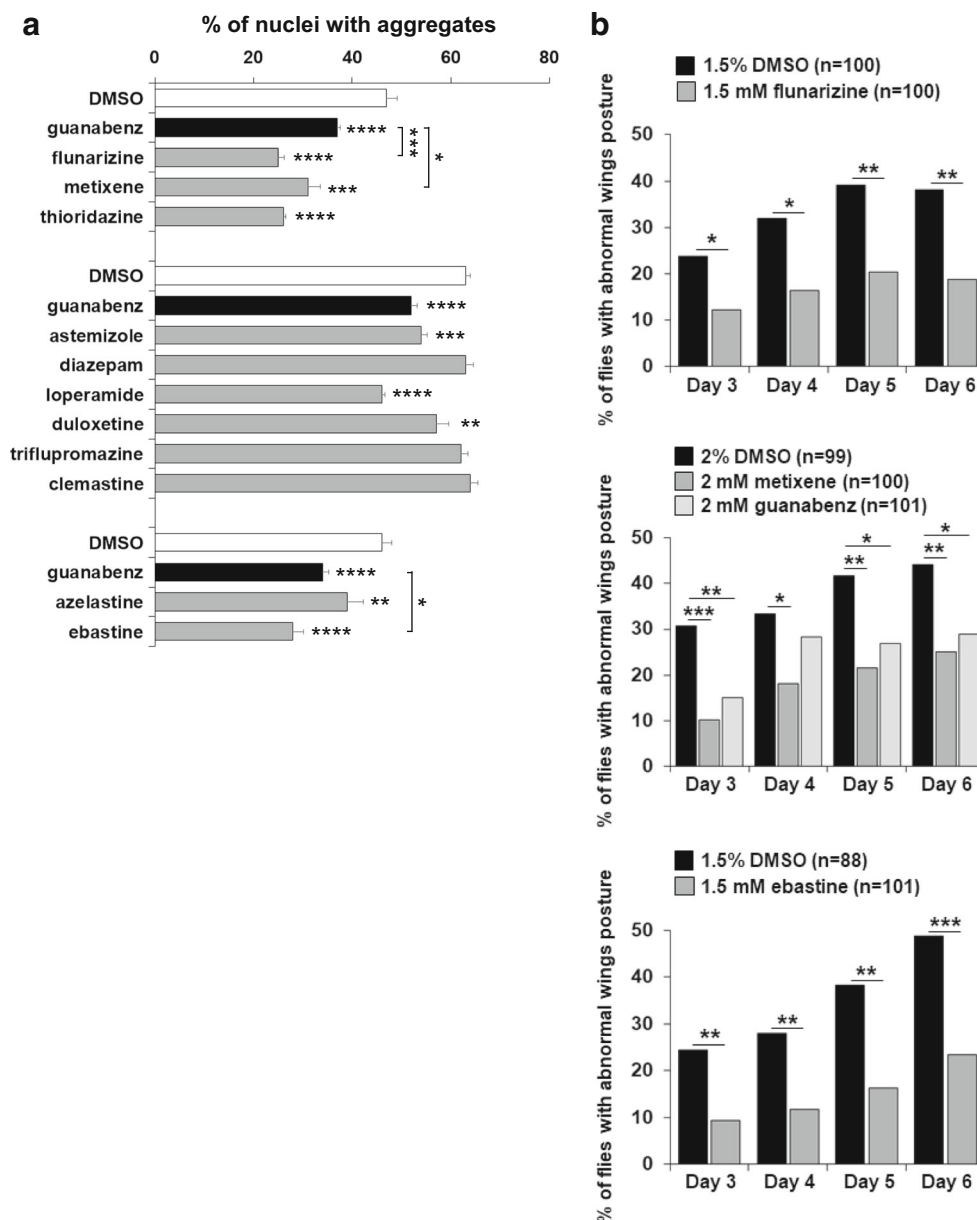 a
% of nuclei with aggregates
0 20 40 60 80
DMSO
guanabenz ****
flunarizine ****
metixene ***
thioridazine ****
***
*
DMSO
guanabenz ****
astemizole ***
diazepam
loperamide ****
duloxetine **
triflupromazine
clemastine
DMSO
guanabenz ****
azelastine **
ebastine ****
*
b
1.5% DMSO (n=100)
1.5 mM flunarizine (n=100)
% of flies with abnormal wings posture
50
40
30
20
10
0
* * ** **
Day 3 Day 4 Day 5 Day 6
2% DMSO (n=99)
2 mM metixene (n=100)
2 mM guanabenz (n=101)
% of flies with abnormal wings posture
50
40
30
20
10
0
** * *
*** * ** **
Day 3 Day 4 Day 5 Day 6
1.5% DMSO (n=88)
1.5 mM ebastine (n=101)
% of flies with abnormal wings posture
50
40
30
20
10
0
** ** ** ***
Day 3 Day 4 Day 5 Day 6